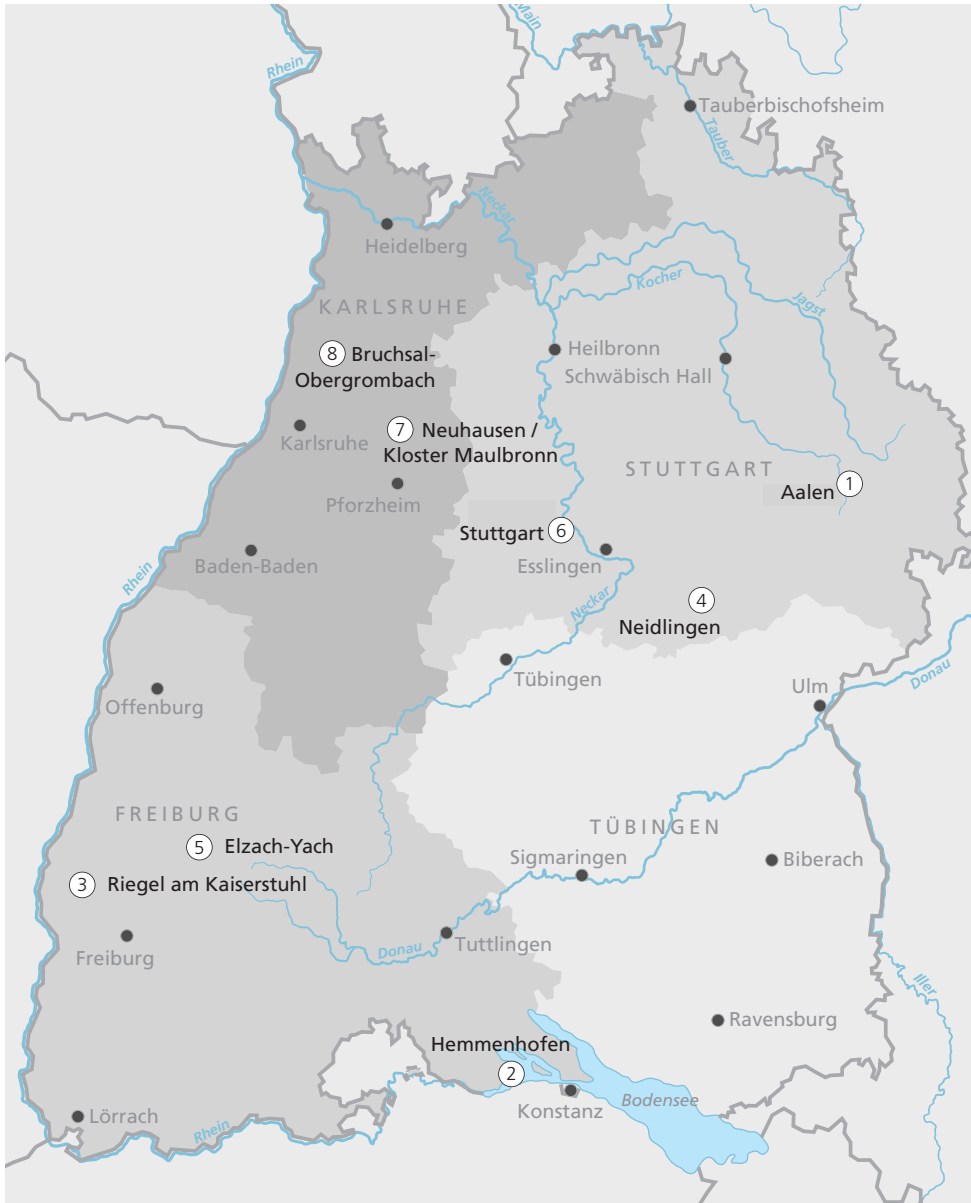 Main
Rhein
Tauberbischofsheim
Tauber
Neckar
Heidelberg
Kocher
KARLSRUHE
Jagst
8 Bruchsal-
Obergrombach
Heilbronn
Schwäbisch Hall
Karlsruhe
7 Neuhausen /
Kloster Maulbronn
STUTTGART
Aalen 1
Pforzheim
Stuttgart 6
Baden-Baden
Esslingen
Rhein
Neckar
4
Neidlingen
Tübingen
Donau
Ulm
Offenburg
FREIBURG
TÜBINGEN
5 Elzach-Yach
Sigmaringen
Biberach
3 Riegel am Kaiserstuhl
Freiburg
Donau
Tuttlingen
Iller
Ravensburg
Hemmenhofen
2
Konstanz
Bodensee
Lörrach
Rhein